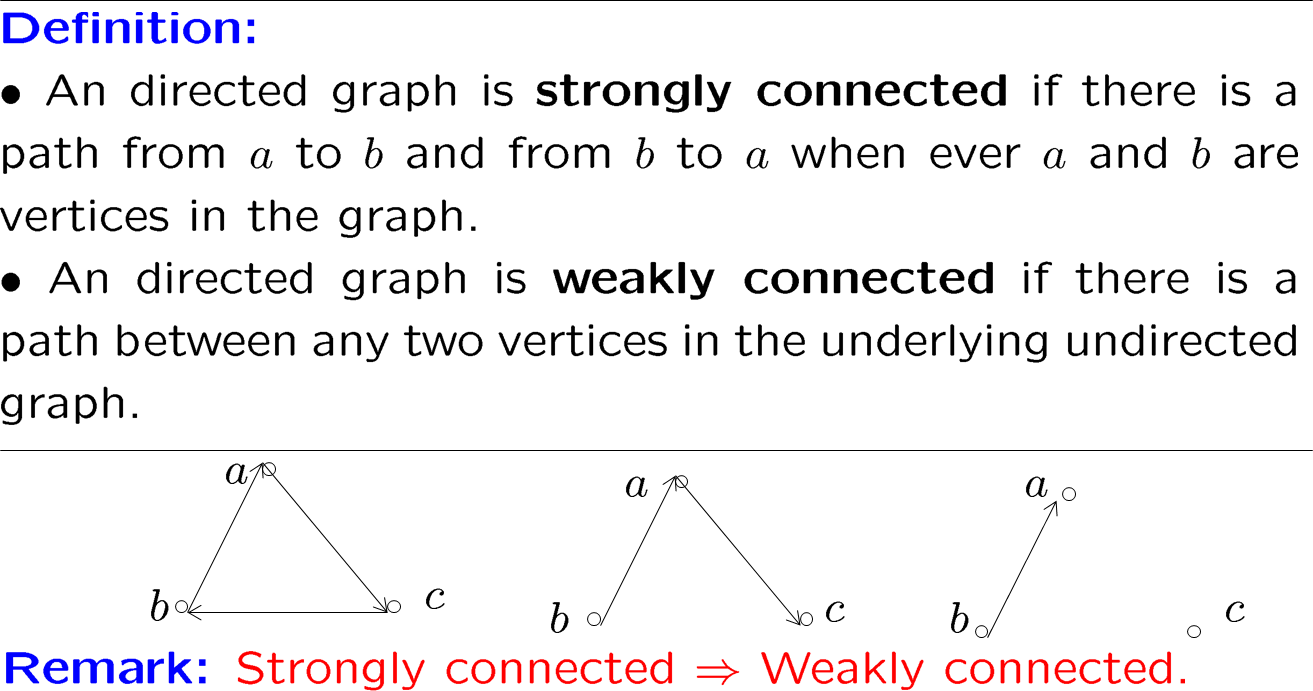 Definition:
• An directed graph is strongly connected if there is a
path from a to b and from b to a when ever a and b are
vertices in the graph.
• An directed graph is weakly connected if there is a
path between any two vertices in the underlying undirected
graph.
a a a
b c b c b c
Remark: Strongly connected ⇒ Weakly connected.